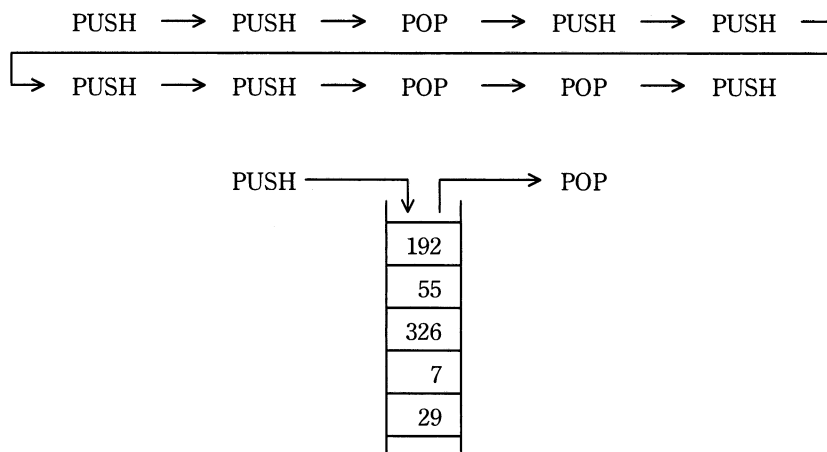 PUSH → PUSH → POP → PUSH → PUSH
PUSH → PUSH → POP → POP → PUSH
PUSH POP
192
55
326
7
29